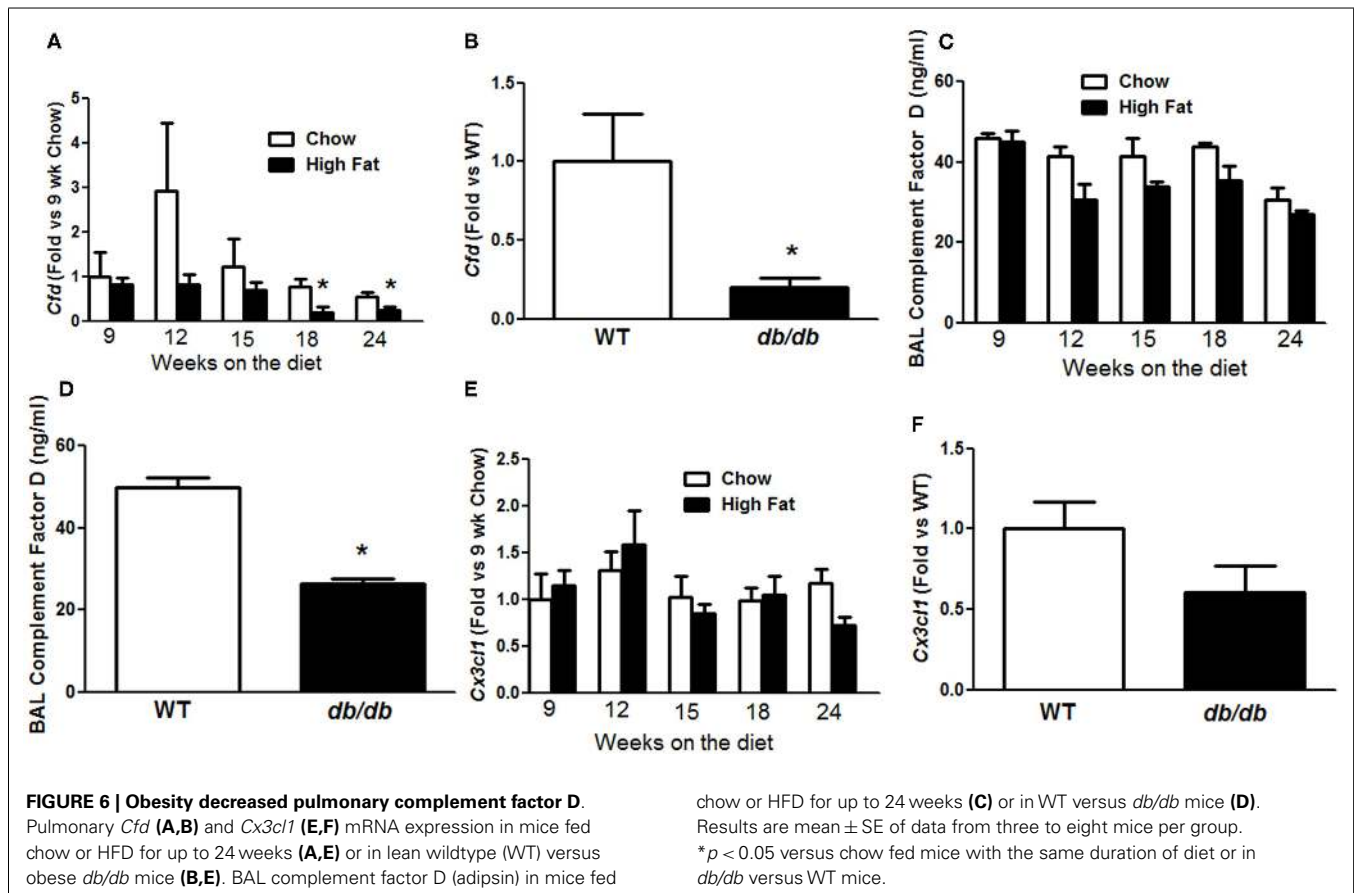 A
Cfd (Fold vs 9 wk Chow)
5
4
3
2
1
0
Chow
High Fat
*
*
9 12 15 18 24
Weeks on the diet
B
Cfd (Fold vs WT)
1.5
1.0
0.5
0.0
*
WT db/db
C
BAL Complement Factor D (ng/ml)
60
40
20
0
Chow
High Fat
9 12 15 18 24
Weeks on the diet
D
BAL Complement Factor D (ng/ml)
60
40
20
0
*
WT db/db
E
Cx3cl1 (Fold vs 9 wk Chow)
2.5
2.0
1.5
1.0
0.5
0.0
Chow
High Fat
9 12 15 18 24
Weeks on the diet
F
Cx3cl1 (Fold vs WT)
1.5
1.0
0.5
0.0
WT db/db
FIGURE 6 | Obesity decreased pulmonary complement factor D.
Pulmonary Cfd (A,B) and Cx3cl1 (E,F) mRNA expression in mice fed
chow or HFD for up to 24 weeks (A,E) or in lean wildtype (WT) versus
obese db/db mice (B,E). BAL complement factor D (adipsin) in mice fed
chow or HFD for up to 24 weeks (C) or in WT versus db/db mice (D).
Results are mean ± SE of data from three to eight mice per group.
*p < 0.05 versus chow fed mice with the same duration of diet or in
db/db versus WT mice.